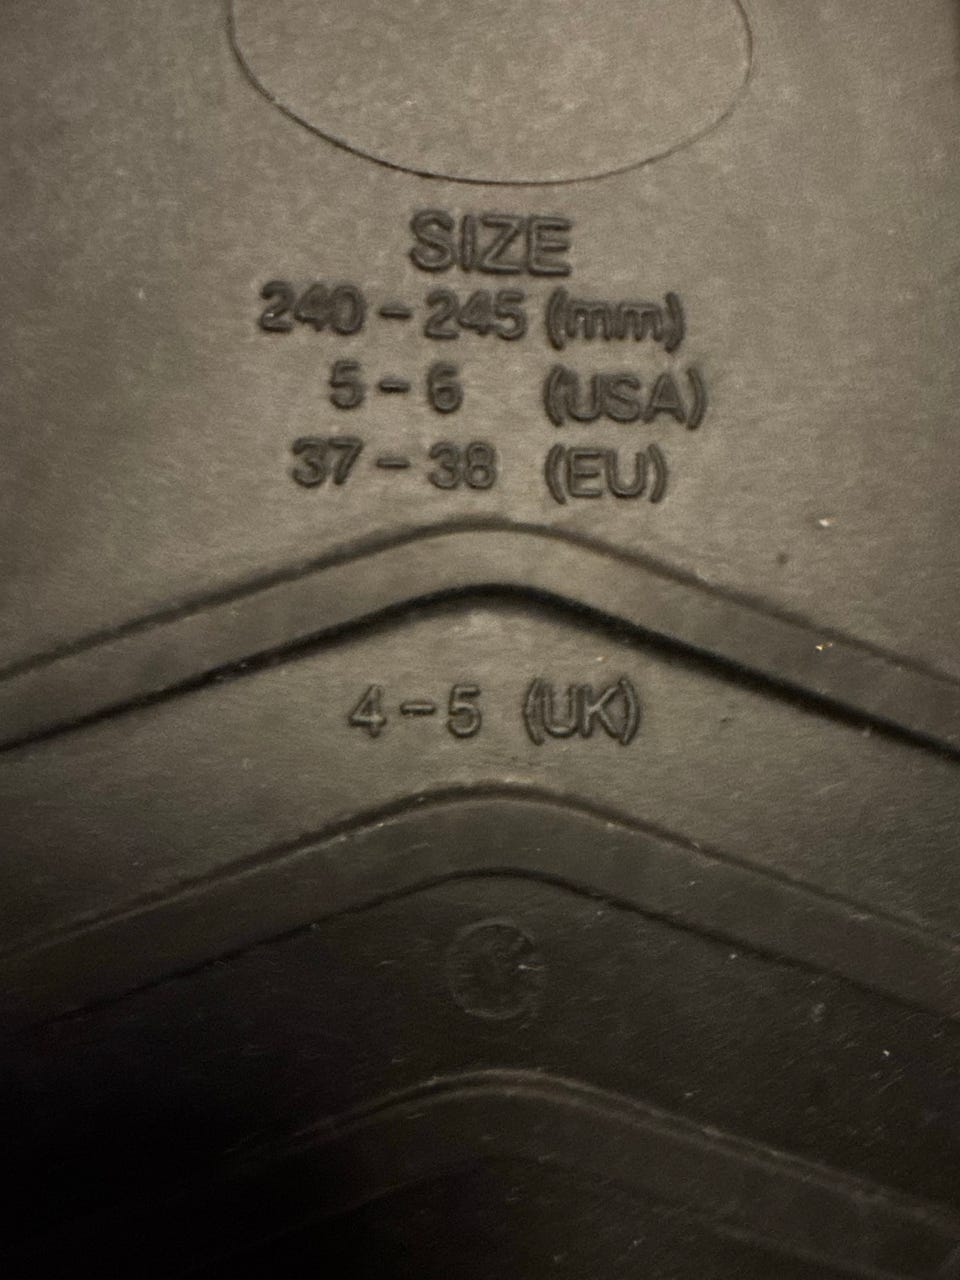 SIZE
240-245 (mm)
5-6 (USA)
37-38 (EU)
4-5 (UK)